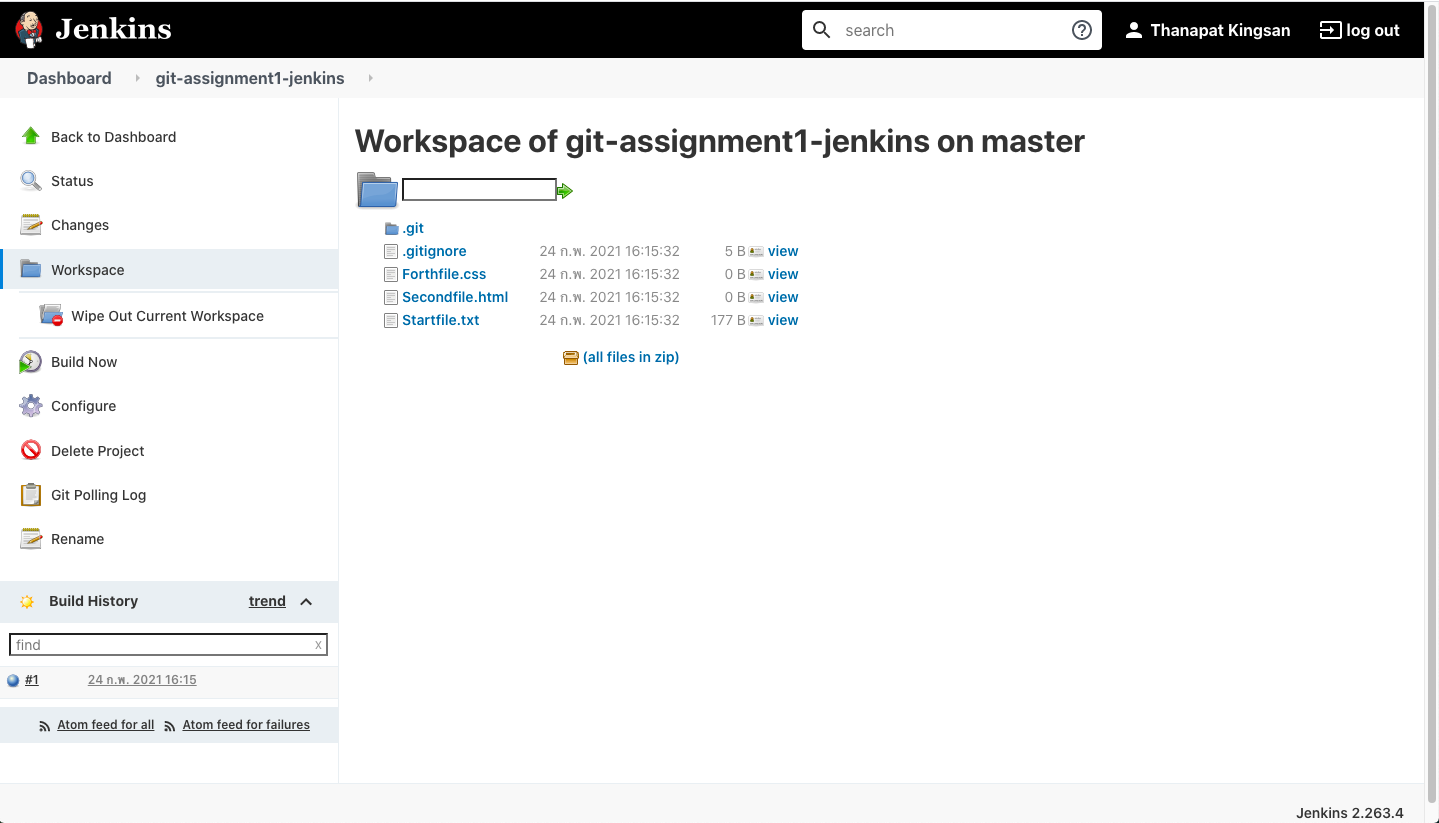 Jenkins
search
Thanapat Kingsan
log out
Dashboard
git-assignment1-jenkins
Back to Dashboard
Status
Changes
Workspace
Wipe Out Current Workspace
Build Now
Configure
Delete Project
Git Polling Log
Rename
Build History trend
find x
#1 24 ก.พ. 2021 16:15
Atom feed for all Atom feed for failures
Workspace of git-assignment1-jenkins on master
.git
.gitignore 24 ก.พ. 2021 16:15:32 5 B view
Forthfile.css 24 ก.พ. 2021 16:15:32 0 B view
Secondfile.html 24 ก.พ. 2021 16:15:32 0 B view
Startfile.txt 24 ก.พ. 2021 16:15:32 177 B view
(all files in zip)
Jenkins 2.263.4